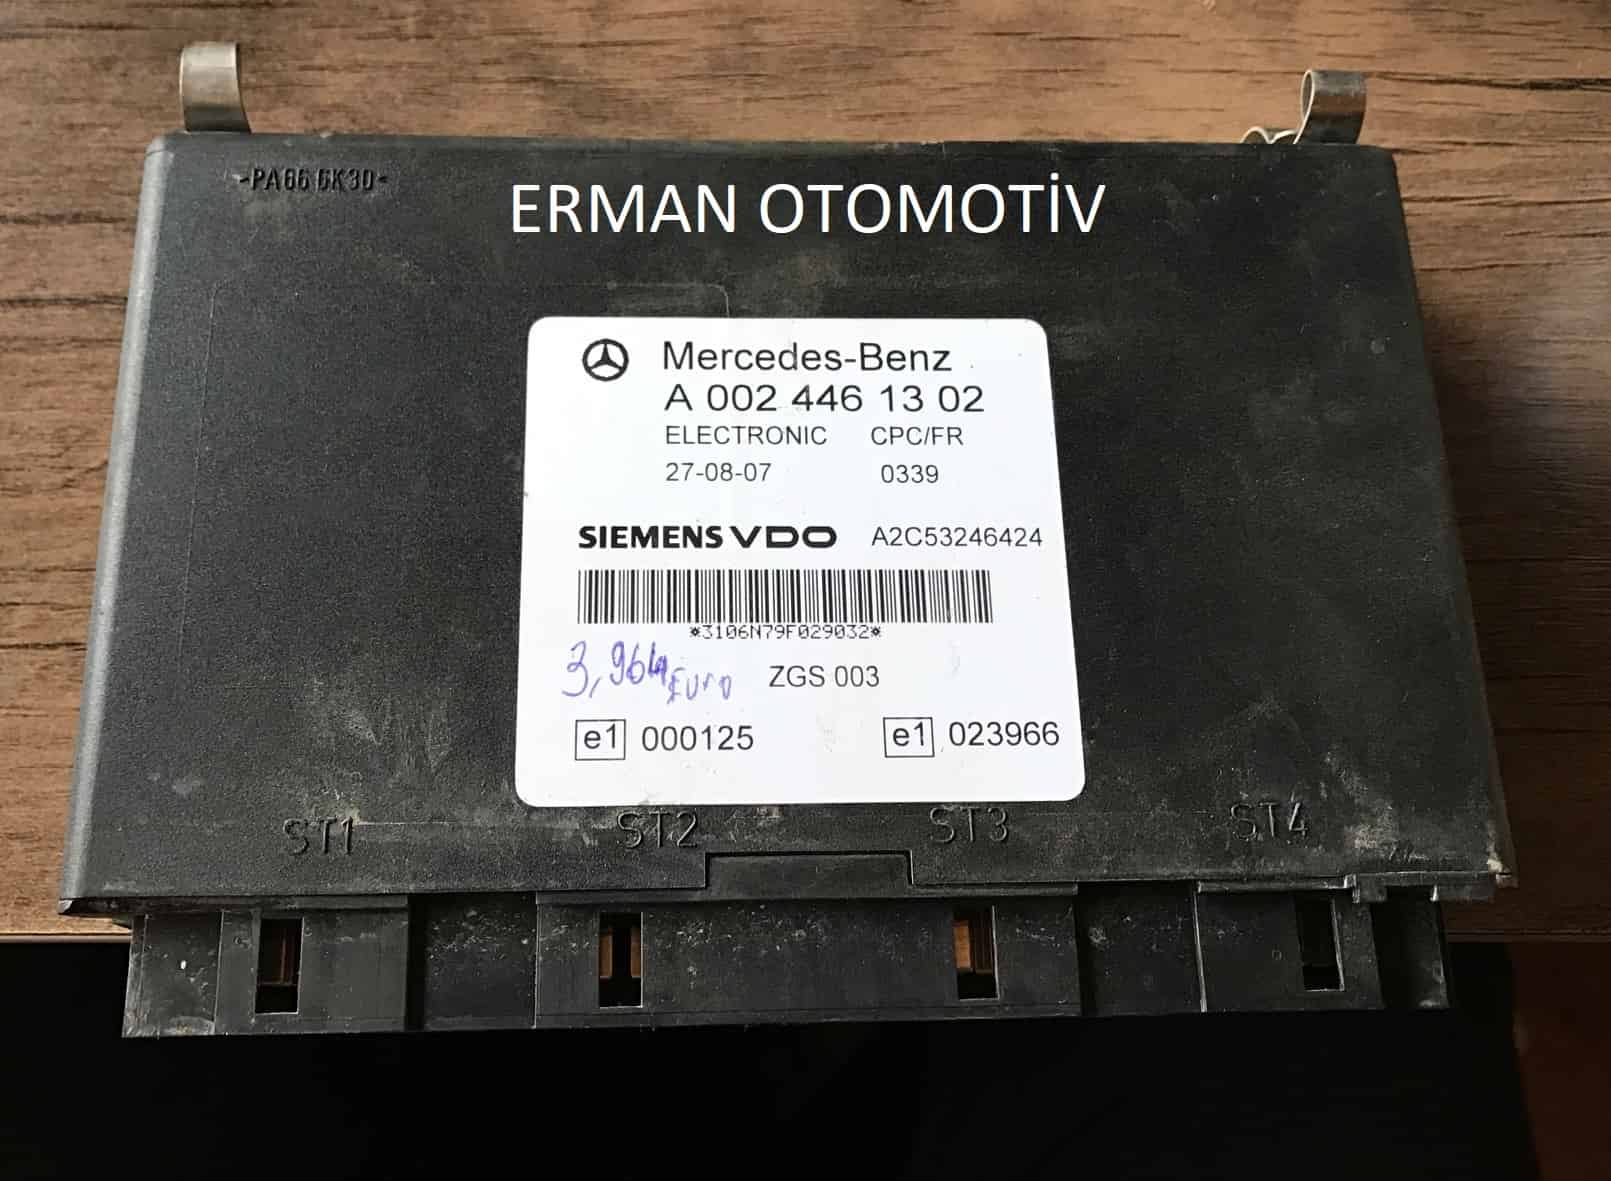 -PA66 GK30-
ERMAN OTOMOTİV
Mercedes-Benz
A 002 446 13 02
ELECTRONIC CPC/FR
27-08-07 0339
SIEMENS VDO A2C53246424
*3106N79F029032*
3,964 Euro ZGS 003
e1 000125 e1 023966
ST1 ST2 ST3 ST4